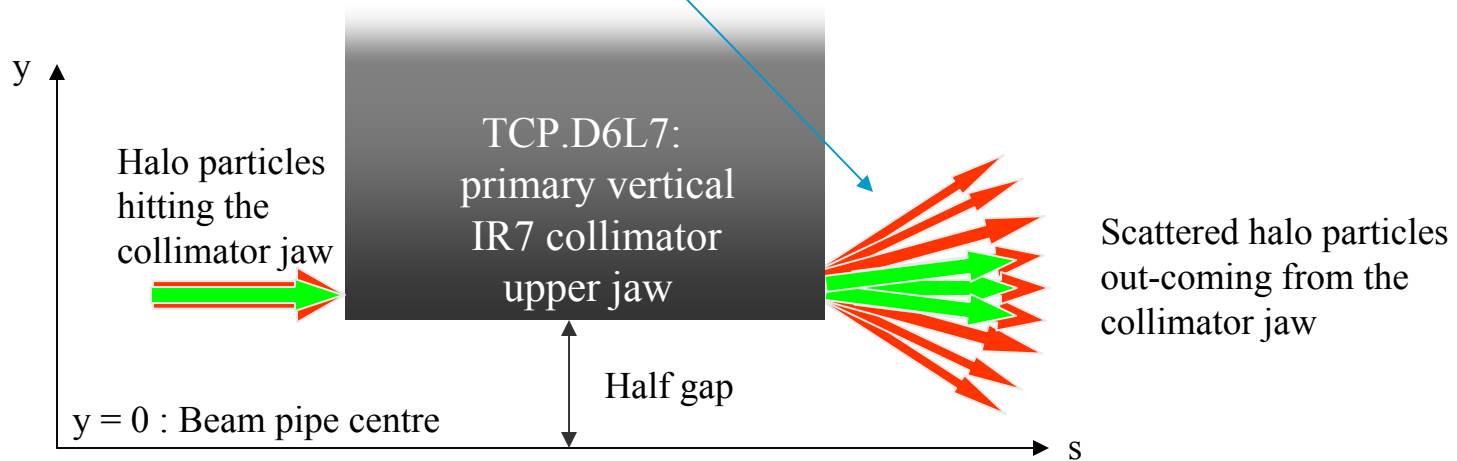 y
TCP.D6L7:
primary vertical
IR7 collimator
upper jaw
Halo particles
hitting the
collimator jaw
Scattered halo particles
out-coming from the
collimator jaw
Half gap
y = 0 : Beam pipe centre
s